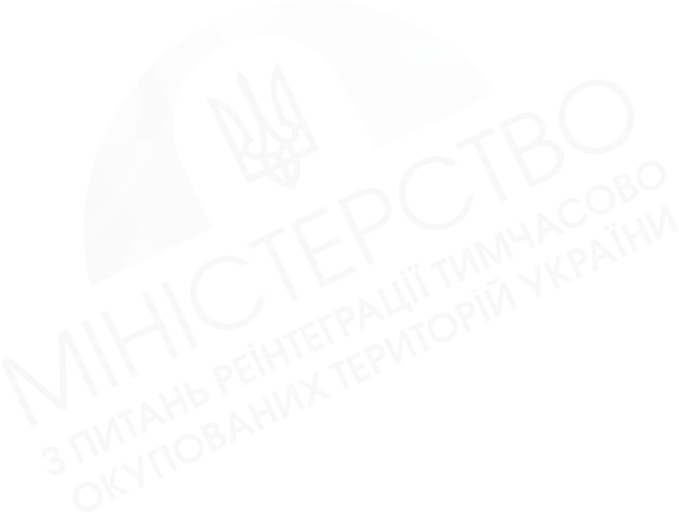 МІНІСТЕРСТВО
З ПИТАНЬ РЕІНТЕГРАЦІЇ ТИМЧАСОВО
ОКУПОВАНИХ ТЕРИТОРІЙ УКРАЇНИ